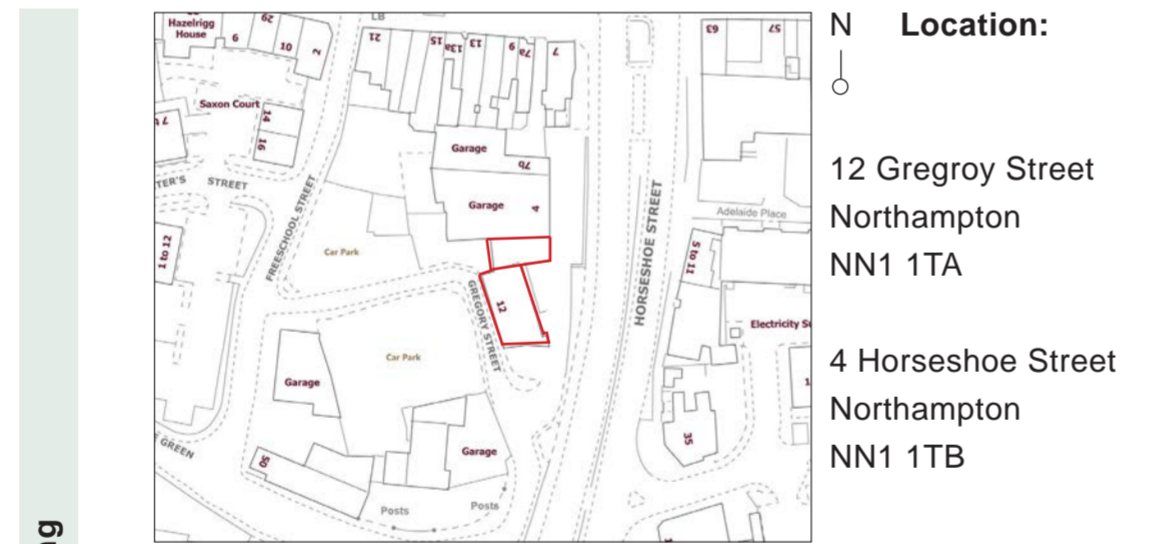 LB
Hazelrigg
House
6
29
10
2
21
15
13a
13
9
7a
7
63
57
Saxon Court
14
16
Garage
7b
TER'S STREET
FREESCHOOL STREET
Garage
4
Adelaide Place
1 to 12
Car Park
HORSESHOE STREET
5 to 11
12
GREGORY STREET
Electricity
Car Park
Garage
35
GREEN
50
Garage
Posts
Posts
N Location:
12 Gregroy Street
Northampton
NN1 1TA
4 Horseshoe Street
Northampton
NN1 1TB